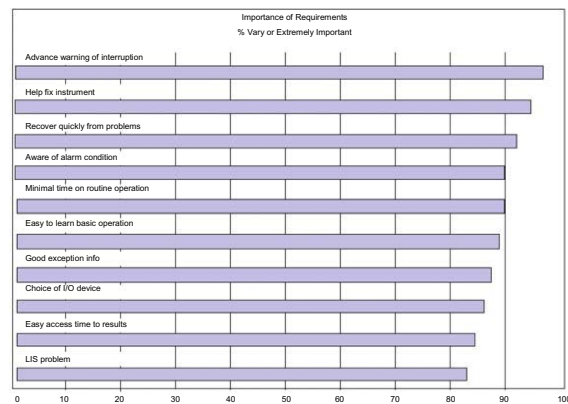 Importance of Requirements
% Vary or Extremely Important
Advance warning of interruption
Help fix instrument
Recover quickly from problems
Aware of alarm condition
Minimal time on routine operation
Easy to learn basic operation
Good exception info
Choice of I/O device
Easy access time to results
LIS problem
0 10 20 30 40 50 60 70 80 90 100